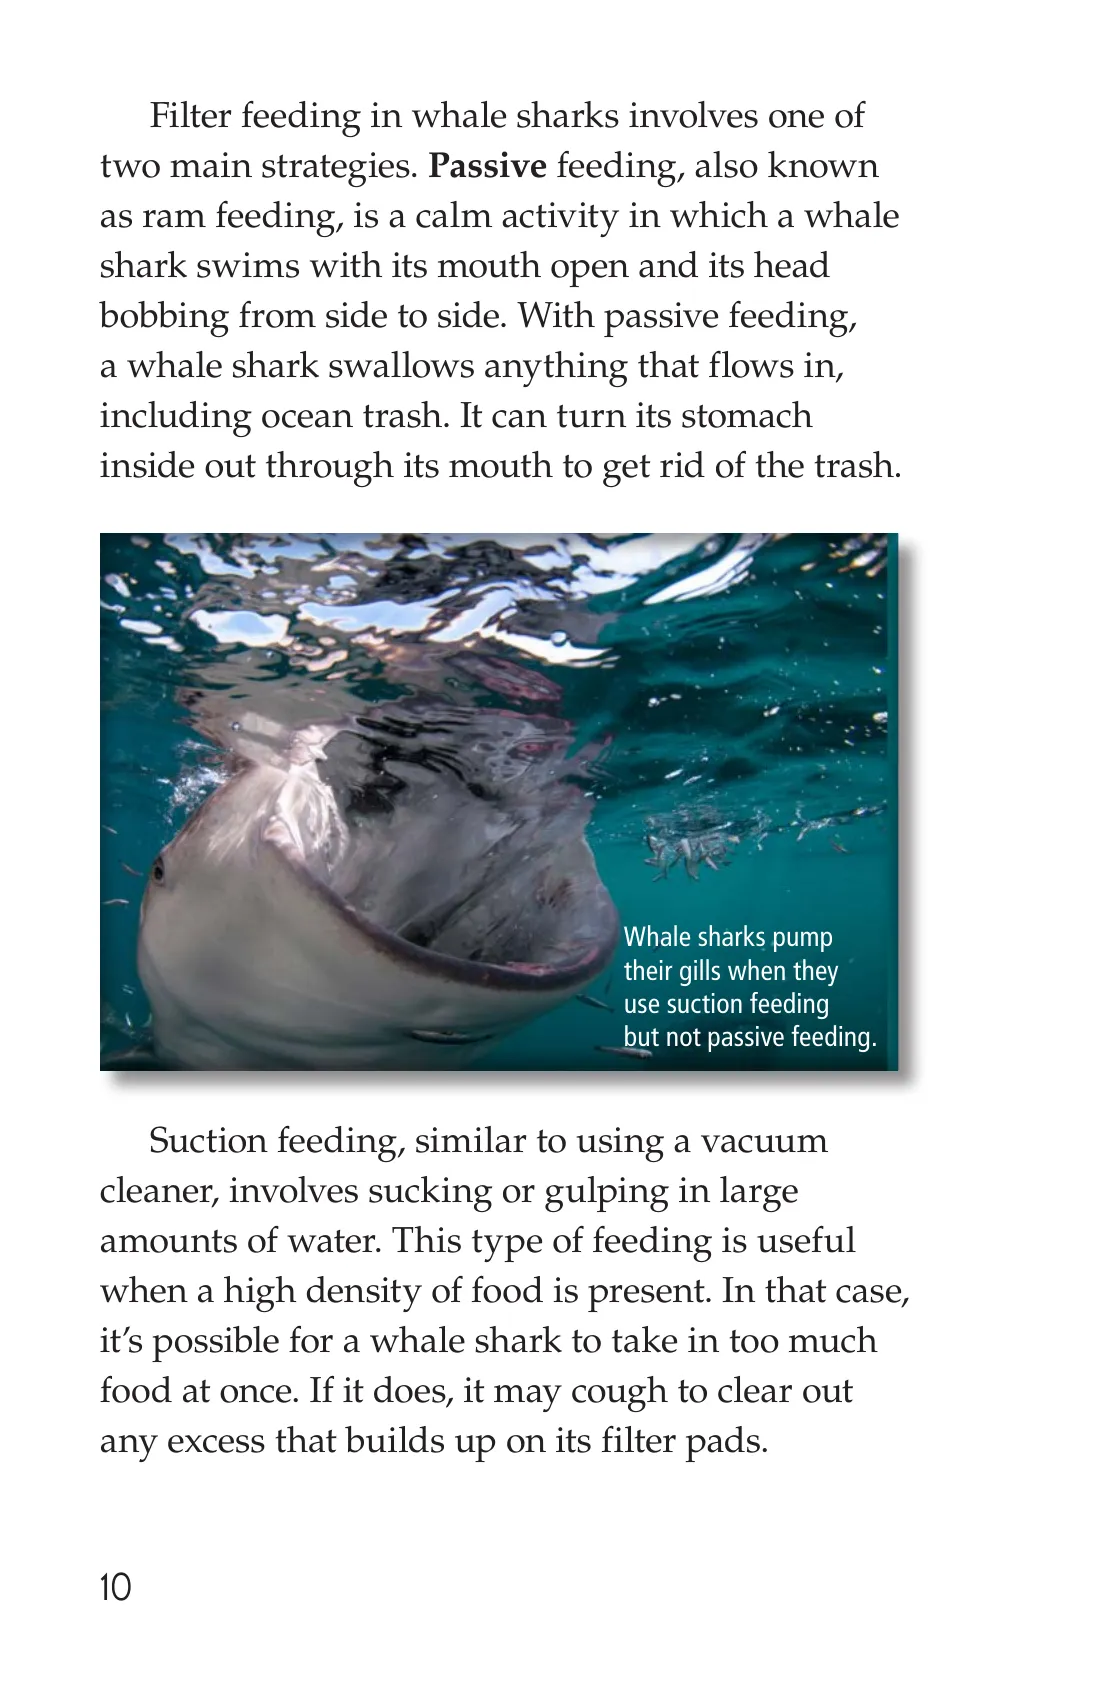 Filter feeding in whale sharks involves one of
two main strategies. Passive feeding, also known
as ram feeding, is a calm activity in which a whale
shark swims with its mouth open and its head
bobbing from side to side. With passive feeding,
a whale shark swallows anything that flows in,
including ocean trash. It can turn its stomach
inside out through its mouth to get rid of the trash.
Whale sharks pump
their gills when they
use suction feeding
but not passive feeding.
Suction feeding, similar to using a vacuum
cleaner, involves sucking or gulping in large
amounts of water. This type of feeding is useful
when a high density of food is present. In that case,
it’s possible for a whale shark to take in too much
food at once. If it does, it may cough to clear out
any excess that builds up on its filter pads.
10